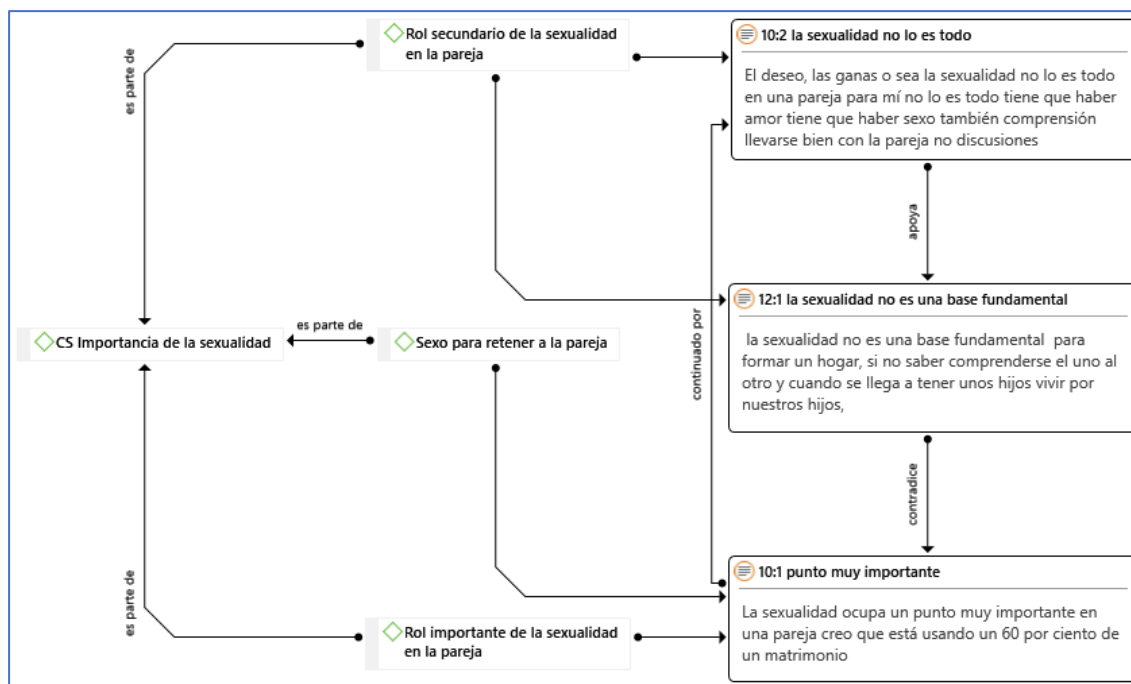 Rol secundario de la sexualidad
en la pareja
10:2 la sexualidad no lo es todo
El deseo, las ganas o sea la sexualidad no lo es todo
en una pareja para mí no lo es todo tiene que haber
amor tiene que haber sexo también comprensión
llevarse bien con la pareja no discusiones
es parte de
apoya
12:1 la sexualidad no es una base fundamental
la sexualidad no es una base fundamental para
formar un hogar, si no saber comprenderse el uno al
otro y cuando se llega a tener unos hijos vivir por
nuestros hijos,
CS Importancia de la sexualidad
es parte de
Sexo para retener a la pareja
continuado por
contradice
10:1 punto muy importante
La sexualidad ocupa un punto muy importante en
una pareja creo que está usando un 60 por ciento de
un matrimonio
es parte de
Rol importante de la sexualidad
en la pareja